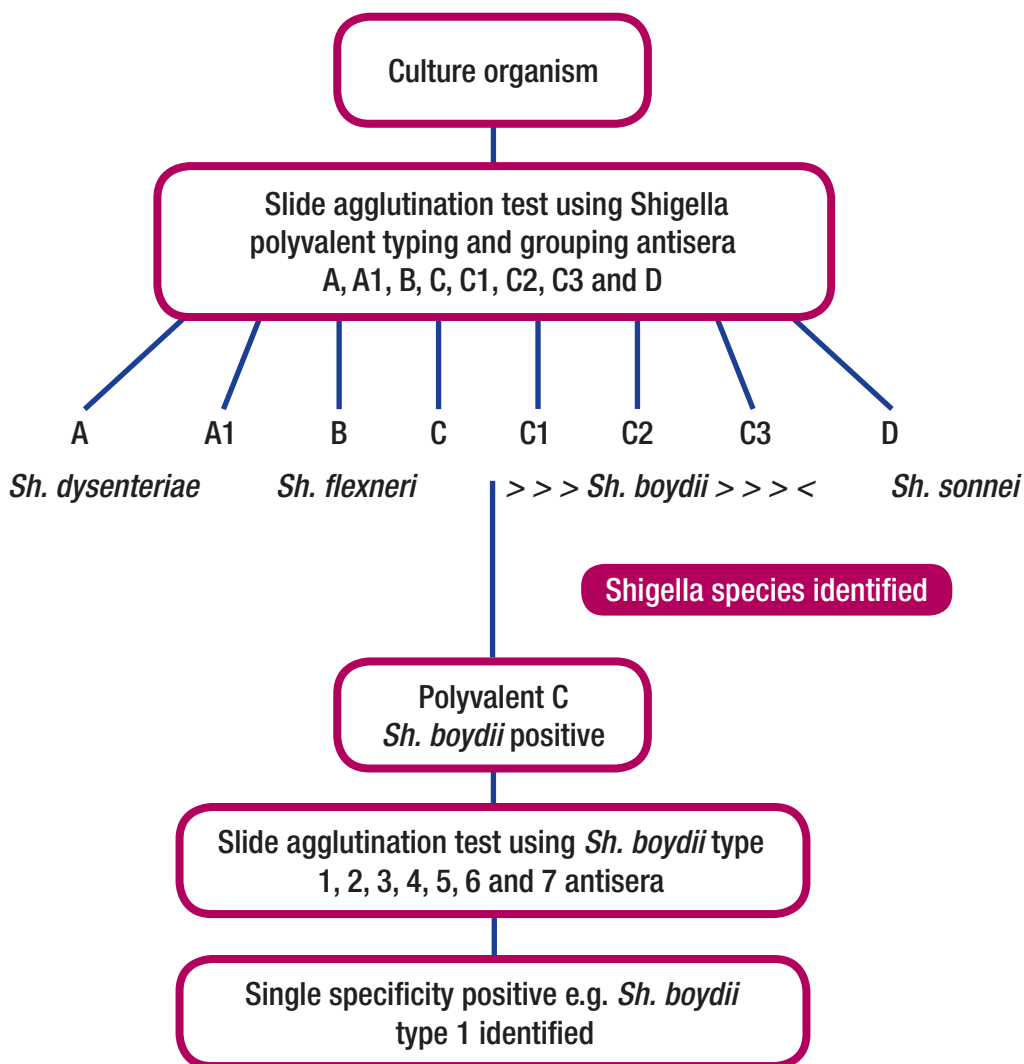 Culture organism
Slide agglutination test using Shigella
polyvalent typing and grouping antisera
A, A1, B, C, C1, C2, C3 and D
A A1 B C C1 C2 C3 D
Sh. dysenteriae Sh. flexneri > > > Sh. boydii > > > < Sh. sonnei
Shigella species identified
Polyvalent C
Sh. boydii positive
Slide agglutination test using Sh. boydii type
1, 2, 3, 4, 5, 6 and 7 antisera
Single specificity positive e.g. Sh. boydii
type 1 identified